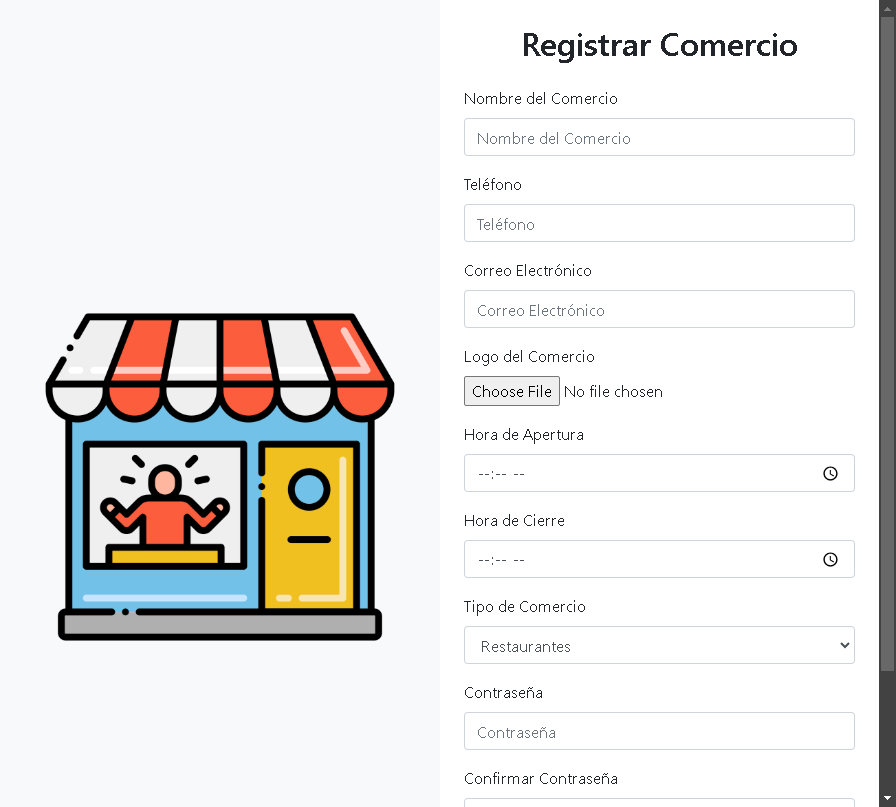 Registrar Comercio
Nombre del Comercio
Nombre del Comercio
Teléfono
Teléfono
Correo Electrónico
Correo Electrónico
Logo del Comercio
Choose File No file chosen
Hora de Apertura
--:-- --
Hora de Cierre
--:-- --
Tipo de Comercio
Restaurantes
Contraseña
Contraseña
Confirmar Contraseña